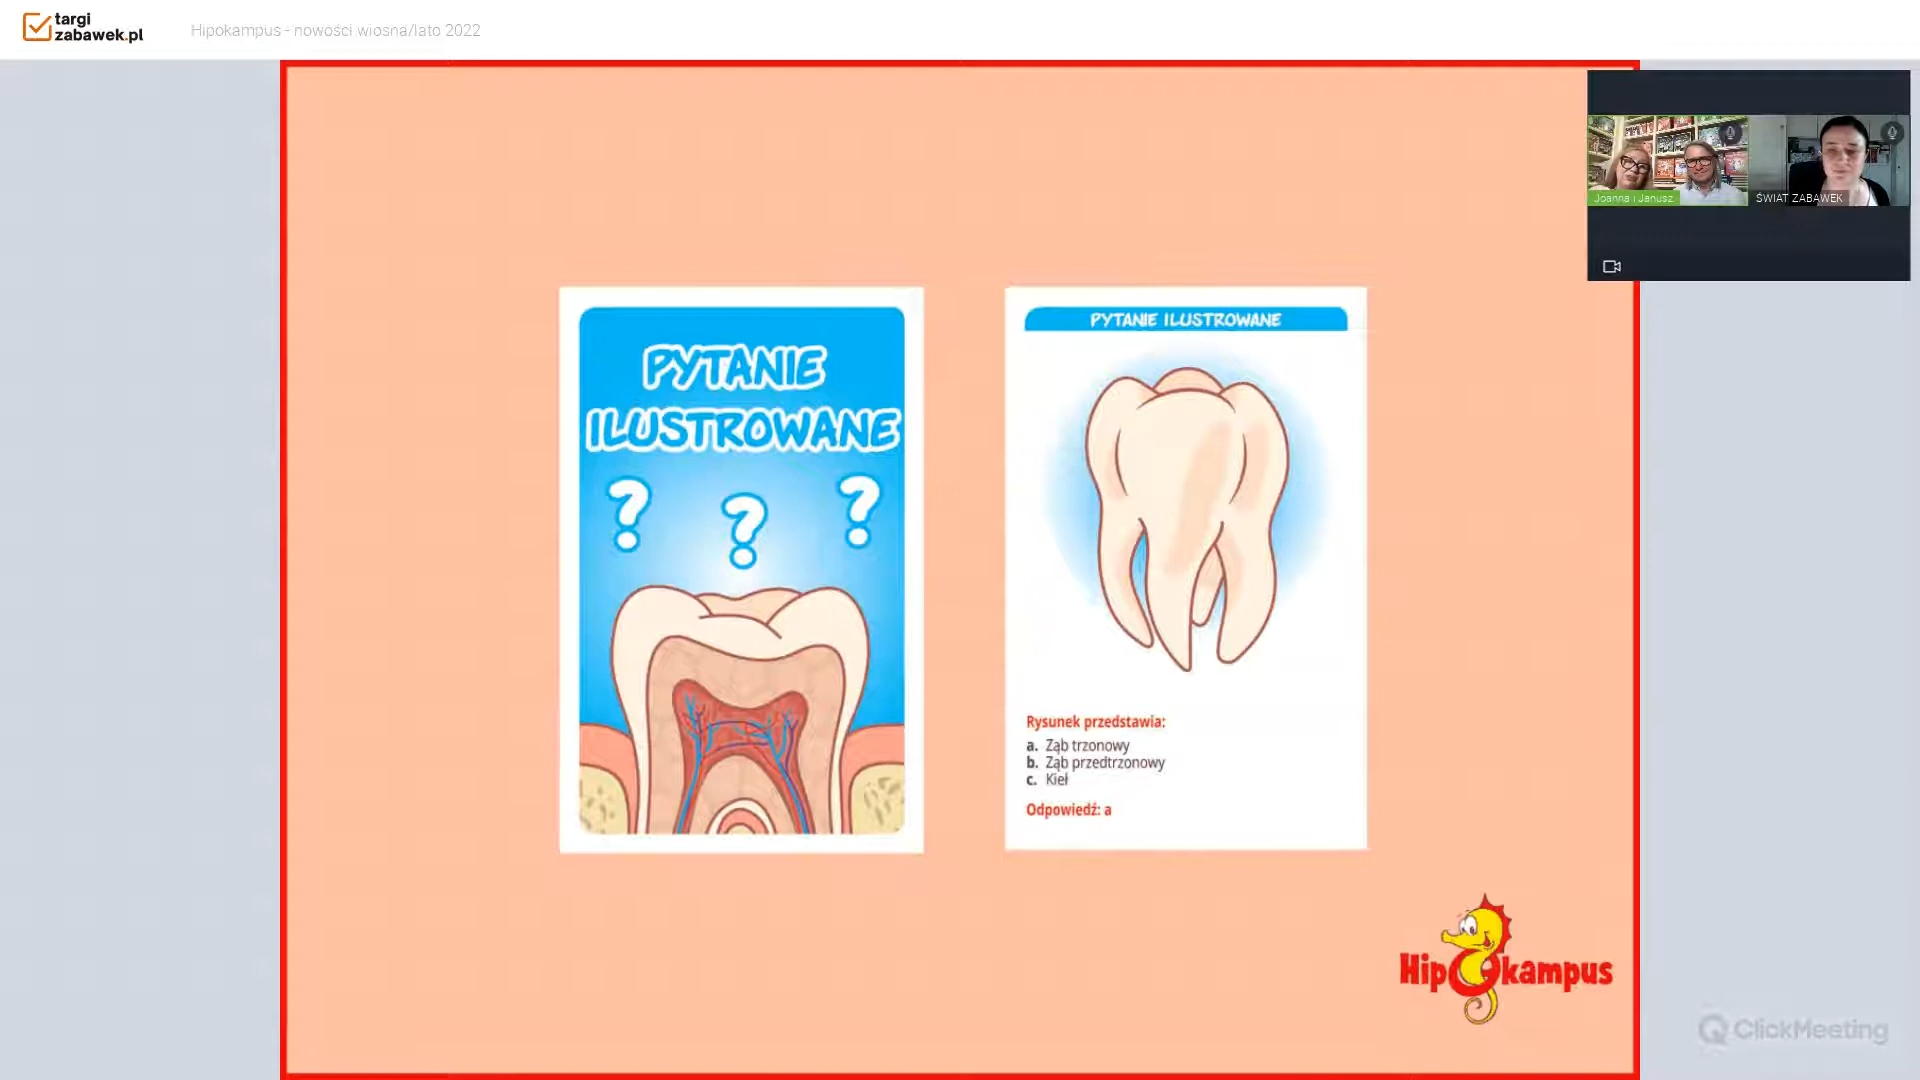 targi
zabawek.pl
Hipokampus - nowości wiosna/lato 2022
Joanna i Janusz
ŚWIAT ZABAWEK
PYTANIE
ILUSTROWANE
? ? ?
PYTANIE ILUSTROWANE
Rysunek przedstawia:
a. Ząb trzonowy
b. Ząb przedtrzonowy
c. Kieł
Odpowiedź: a
Hipokampus
ClickMeeting